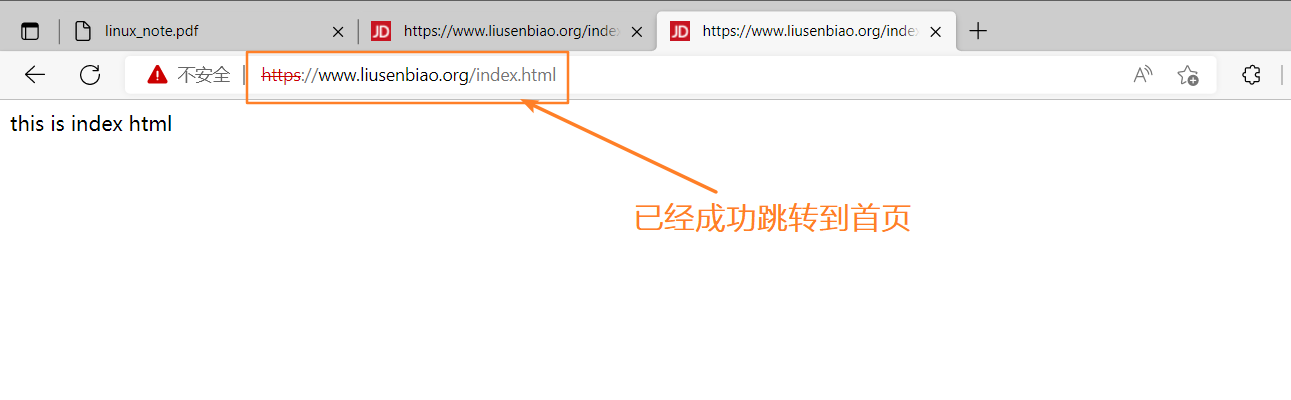 linux_note.pdf
JD
https://www.liusenbiao.org/inde
JD
https://www.liusenbiao.org/index
不安全
https://www.liusenbiao.org/index.html
this is index html
已经成功跳转到首页